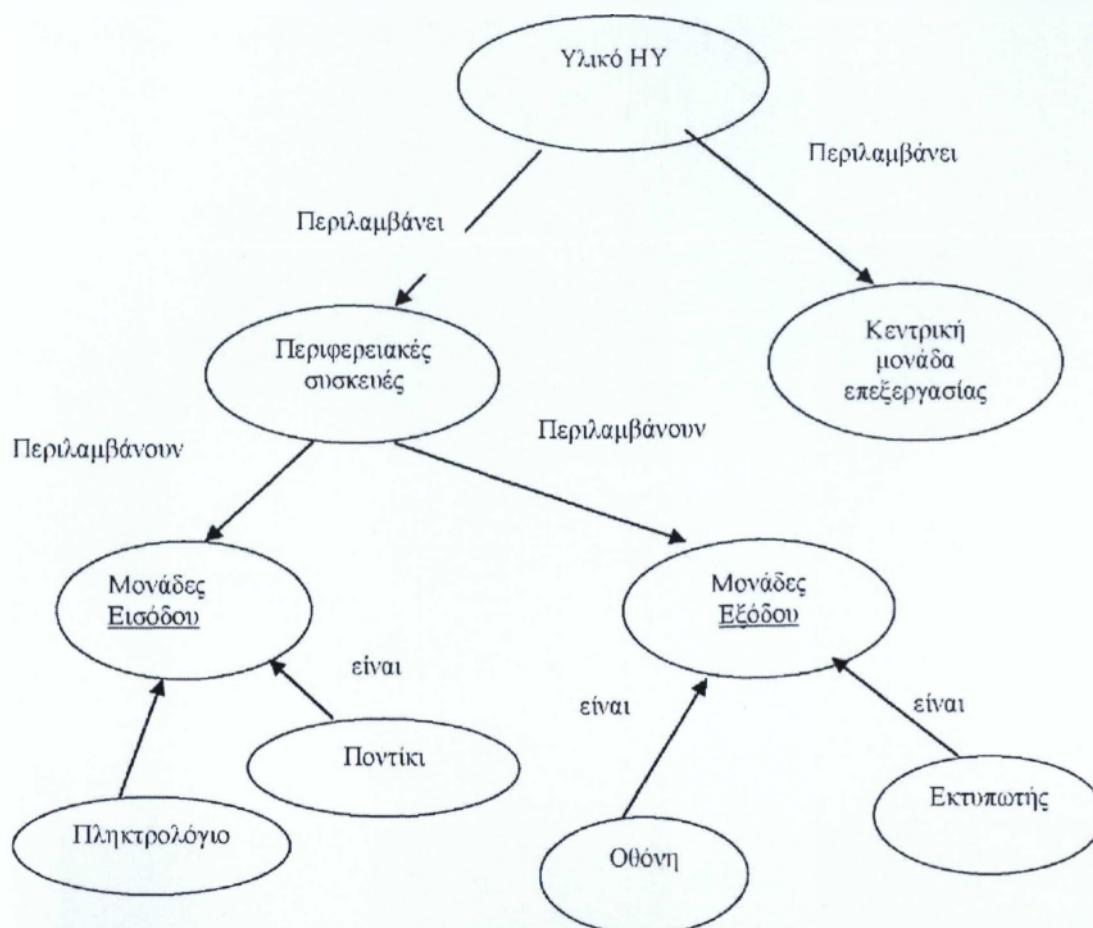 Υλικό ΗΥ
Περιλαμβάνει
Περιλαμβάνει
Περιφερειακές
συσκευές
Κεντρική
μονάδα
επεξεργασίας
Περιλαμβάνουν
Περιλαμβάνουν
Μονάδες
Εισόδου
Μονάδες
Εξόδου
είναι
είναι
είναι
Ποντίκι
Πληκτρολόγιο
Οθόνη
Εκτυπωτής